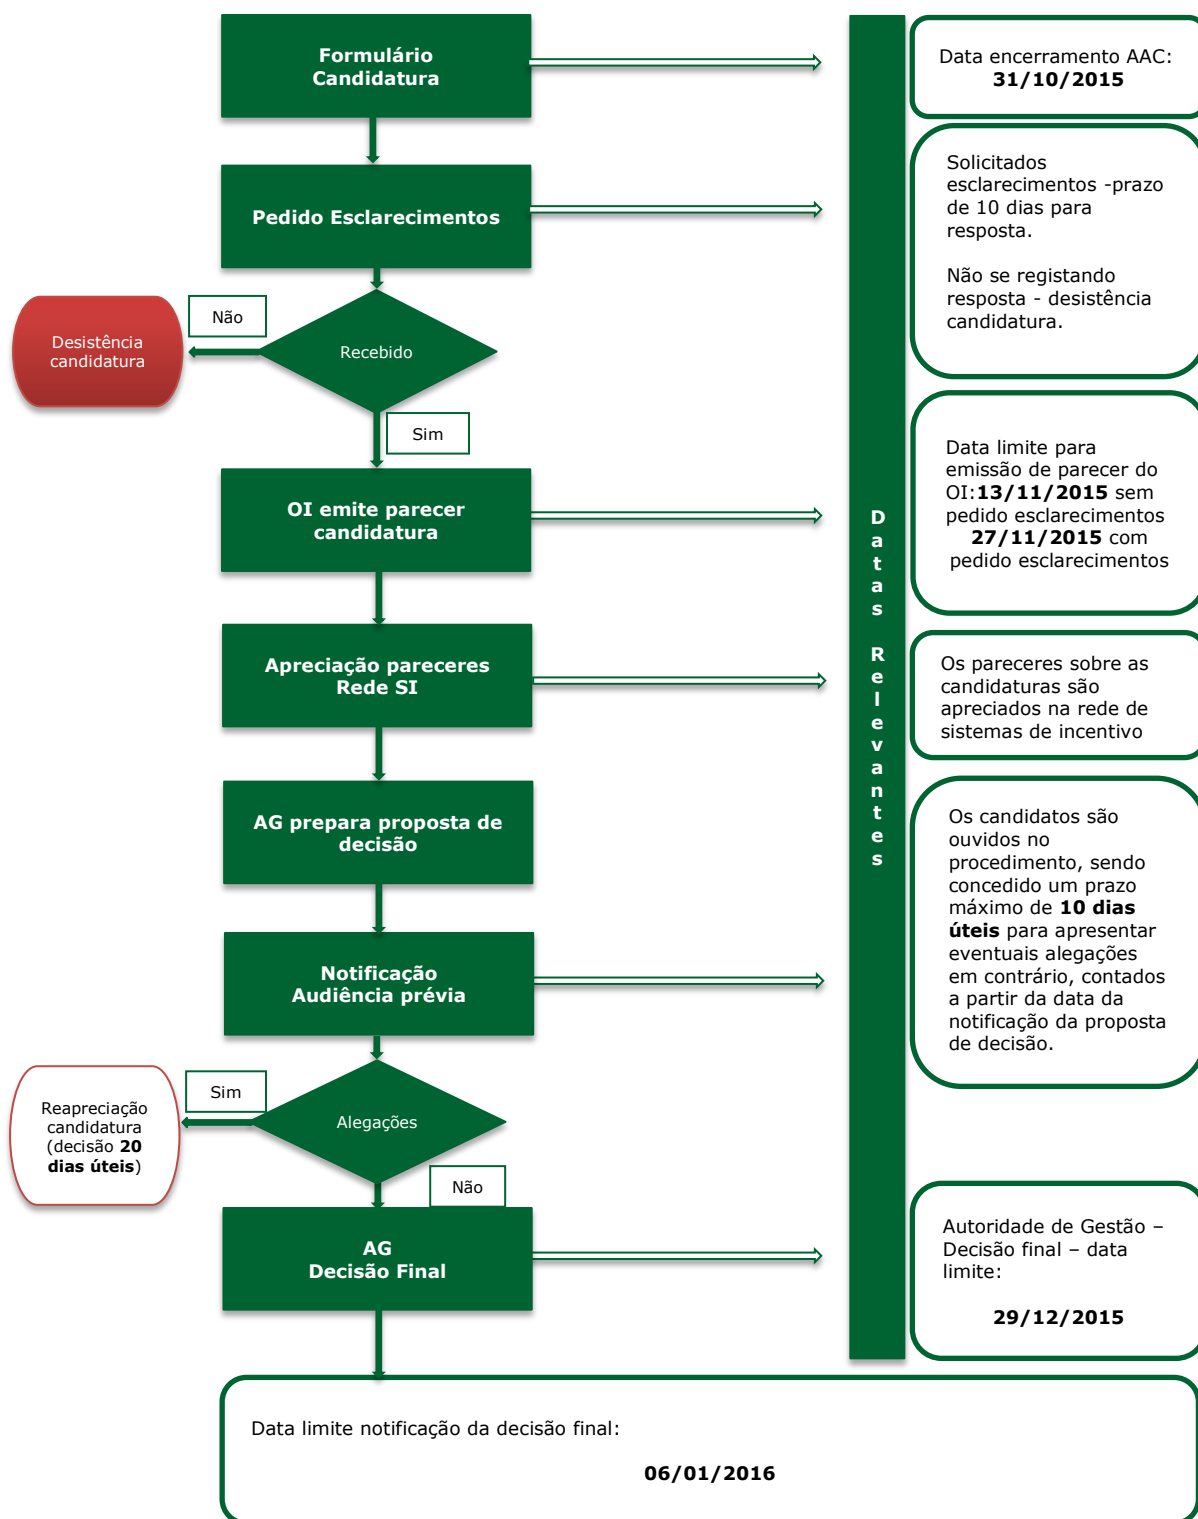 Formulário
Candidatura
Data encerramento AAC:
31/10/2015
Pedido Esclarecimentos
Solicitados
esclarecimentos -prazo
de 10 dias para
resposta.
Não se registando
resposta - desistência
candidatura.
Não
Desistência
candidatura
Recebido
Sim
OI emite parecer
candidatura
Data limite para
emissão de parecer do
OI:13/11/2015 sem
pedido esclarecimentos
27/11/2015 com
pedido esclarecimentos
Datas Relevantes
Apreciação pareceres
Rede SI
Os pareceres sobre as
candidaturas são
apreciados na rede de
sistemas de incentivo
AG prepara proposta de
decisão
Os candidatos são
ouvidos no
procedimento, sendo
concedido um prazo
máximo de 10 dias
úteis para apresentar
eventuais alegações
em contrário, contados
a partir da data da
notificação da proposta
de decisão.
Notificação
Audiência prévia
Sim
Reapreciação
candidatura
(decisão 20
dias úteis)
Alegações
Não
AG
Decisão Final
Autoridade de Gestão –
Decisão final – data
limite:
29/12/2015
Data limite notificação da decisão final:
06/01/2016